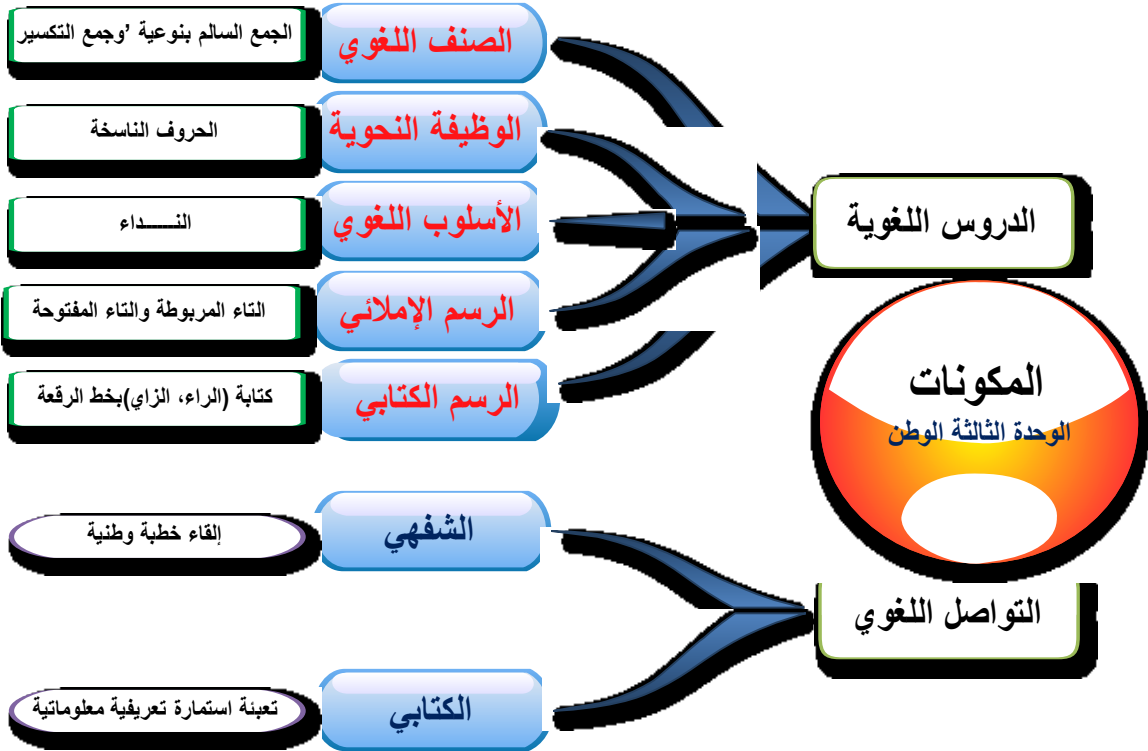 الصنف اللغوي
الجمع السالم بنوعية ’وجمع التكسير
الوظيفة النحوية
الحروف الناسخة
الأسلوب اللغوي
النــــــداء
الدروس اللغوية
الرسم الإملائي
التاء المربوطة والتاء المفتوحة
الرسم الكتابي
كتابة (الراء، الزاي)بخط الرقعة
المكونات
الوحدة الثالثة الوطن
الشفهي
إلقاء خطبة وطنية
التواصل اللغوي
الكتابي
تعبئة استمارة تعريفية معلوماتية